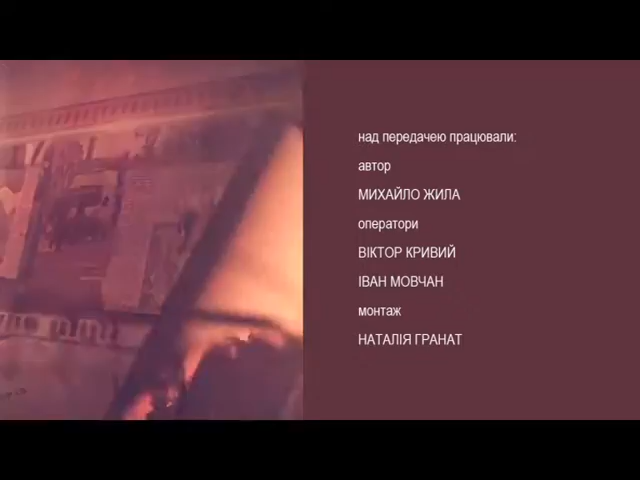 над передачею працювали:
автор
МИХАЙЛО ЖИЛА
оператори
ВІКТОР КРИВИЙ
ІВАН МОВЧАН
монтаж
НАТАЛІЯ ГРАНАТ